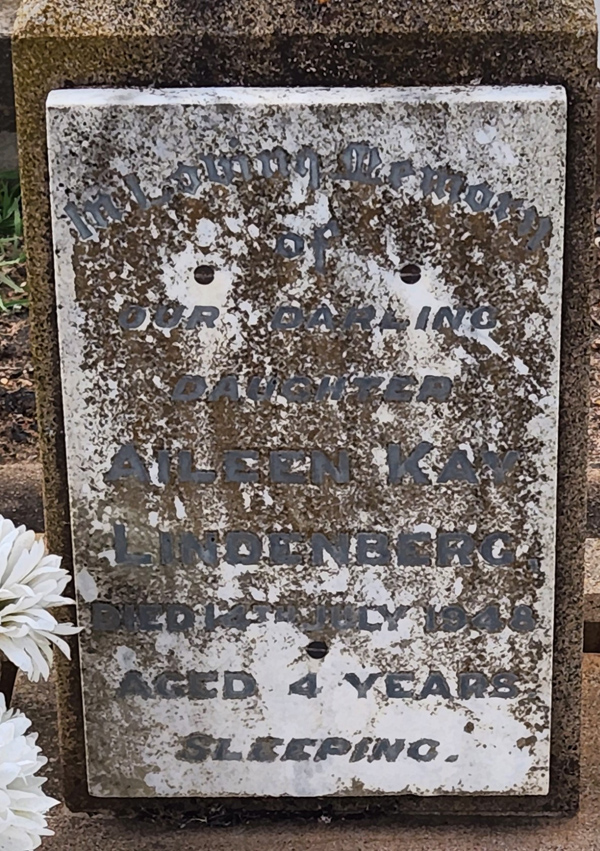 In Loving Memory
of
OUR DARLING
DAUGHTER
AILEEN KAY
LINDENBERG,
DIED 14TH JULY 1948
AGED 4 YEARS
SLEEPING.